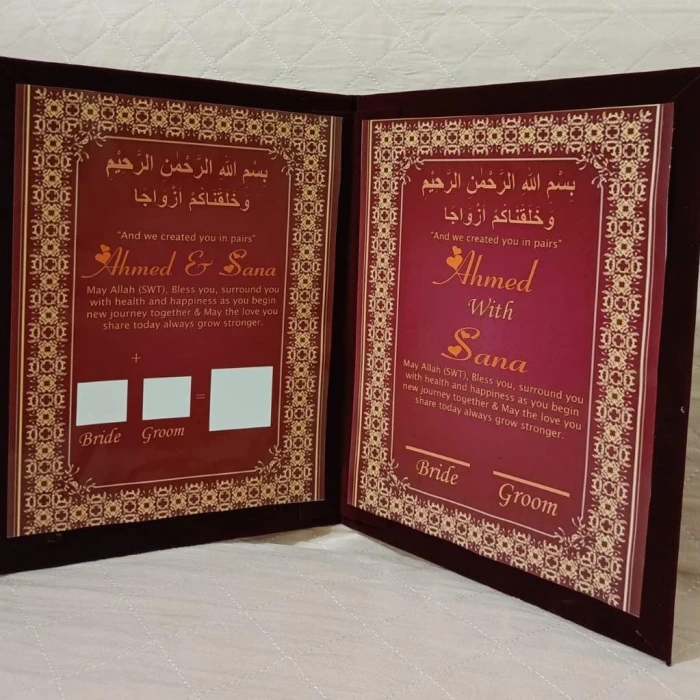 بِسْمِ اللهِ الرَّحْمٰنِ الرَّحِيْمِ
وَخَلَقْنَاكُمْ أَزْوَاجًا
"And we created you in pairs"
Ahmed & Sana
May Allah (SWT), Bless you, surround you
with health and happiness as you begin
new journey together & May the love you
share today always grow stronger.
+
=
Bride Groom
بِسْمِ اللهِ الرَّحْمٰنِ الرَّحِيْمِ
وَخَلَقْنَاكُمْ أَزْوَاجًا
"And we created you in pairs"
Ahmed
With
Sana
May Allah (SWT), Bless you, surround you
with health and happiness as you begin
new journey together & May the love you
share today always grow stronger.
Bride Groom